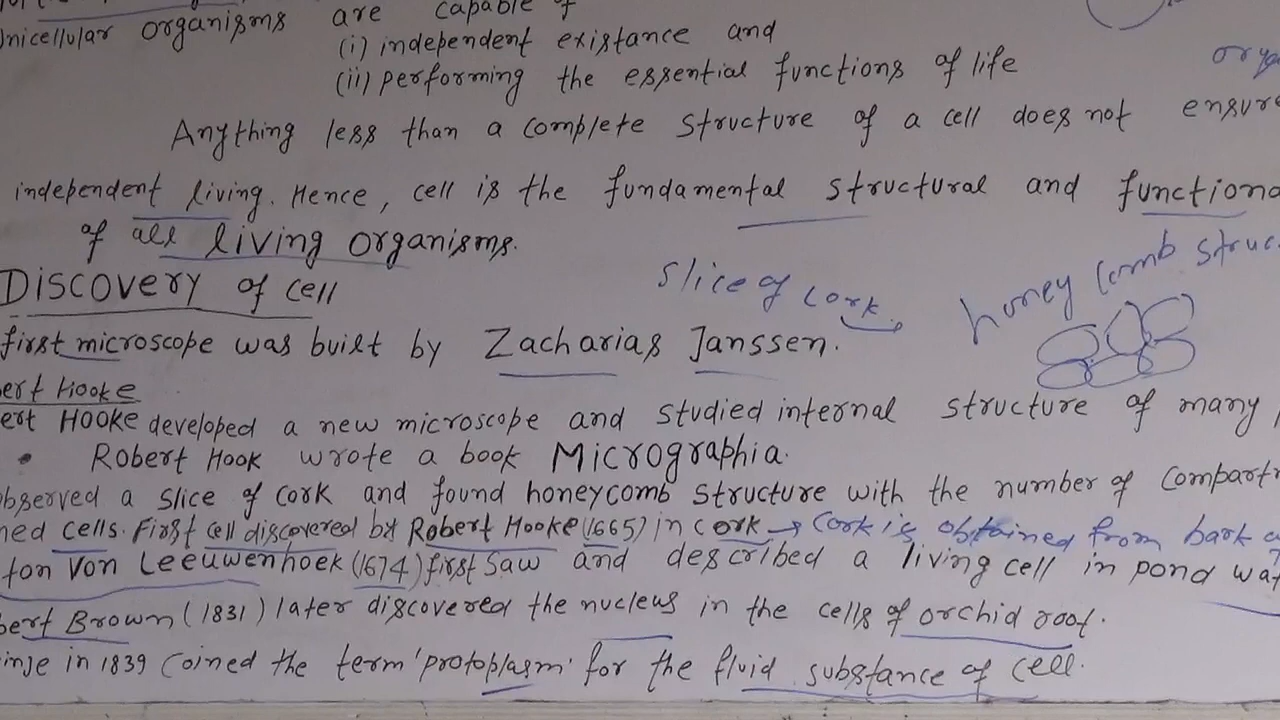 Unicellular organisms are capable of
(i) independent existance and
(ii) performing the essential functions of life
Anything less than a complete structure of a cell does not ensure
independent living. Hence, cell is the fundamental structural and functiona
of all living organisms.
Discovery of cell
slice of cork.
honey comb struc
first microscope was built by Zacharias Janssen.
ert Hooke
ert Hooke developed a new microscope and studied internal structure of many
• Robert Hook wrote a book Micrographia.
observed a slice of cork and found honeycomb structure with the number of comparti
ned cells. First cell discovered by Robert Hooke (1665) in cork → Cork is obtained from bark
ton Von Leeuwenhoek (1674) first saw and described a living cell in pond wat
bert Brown (1831) later discovered the nucleus in the cells of orchid root.
inje in 1839 coined the term 'protoplasm' for the fluid substance of cell.